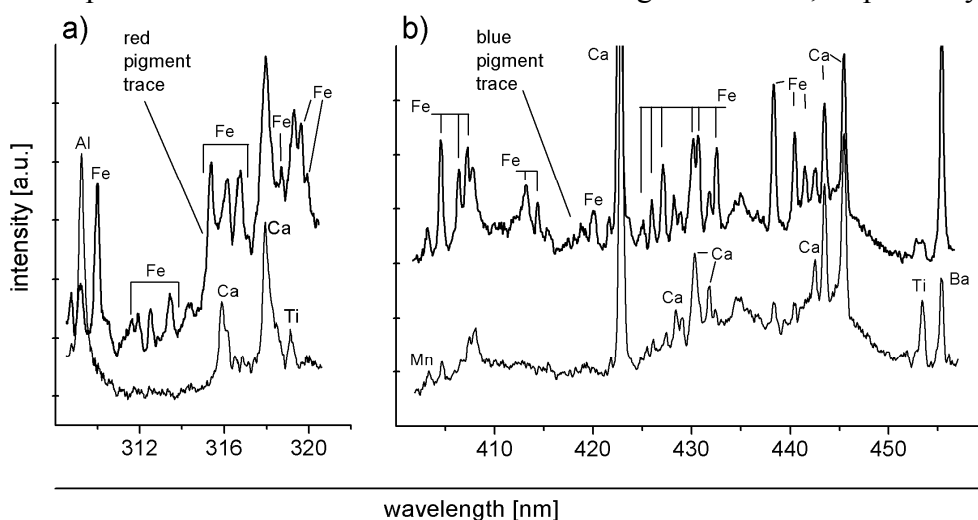 a)
red
pigment
trace
Al
Fe
Fe
Fe
Fe
Fe
Ca
Ca
Ti
312
316
320
intensity [a.u.]
b)
blue
pigment
trace
Ca
Ca
Fe
Fe
Fe
Fe
Fe
Ca
Ca
Ca
Mn
Ti
Ba
410
420
430
440
450
wavelength [nm]